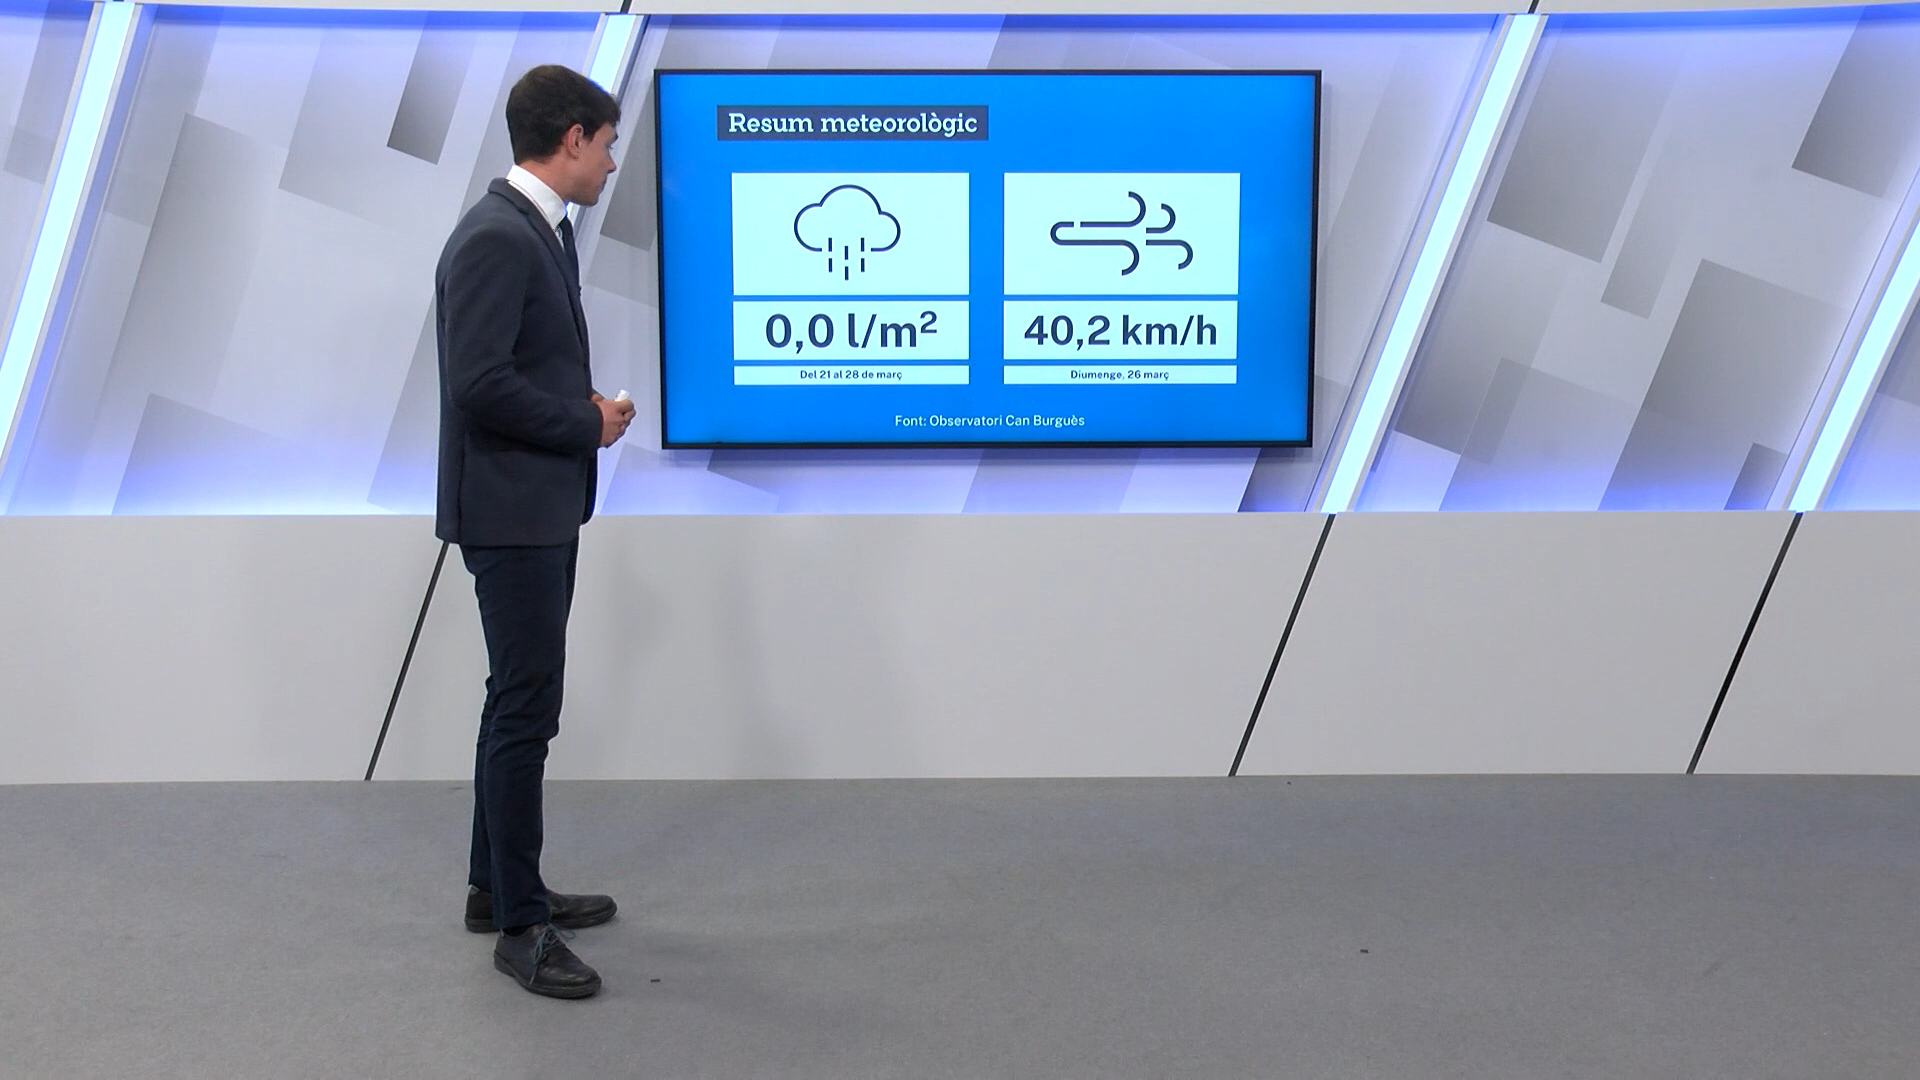 Resum meteorològic
0,0 l/m²
40,2 km/h
Del 21 al 28 de març
Diumenge, 26 març
Font: Observatori Can Burguès